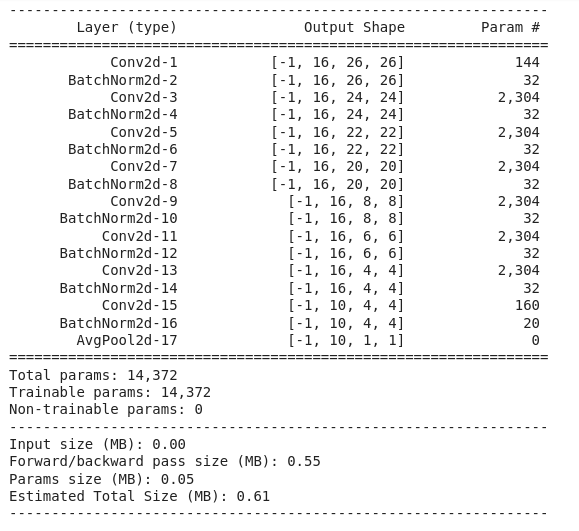 ----------------------------------------------------------------
        Layer (type)               Output Shape         Param #
================================================================
            Conv2d-1           [-1, 16, 26, 26]             144
       BatchNorm2d-2           [-1, 16, 26, 26]              32
            Conv2d-3           [-1, 16, 24, 24]           2,304
       BatchNorm2d-4           [-1, 16, 24, 24]              32
            Conv2d-5           [-1, 16, 22, 22]           2,304
       BatchNorm2d-6           [-1, 16, 22, 22]              32
            Conv2d-7           [-1, 16, 20, 20]           2,304
       BatchNorm2d-8           [-1, 16, 20, 20]              32
            Conv2d-9             [-1, 16, 8, 8]           2,304
      BatchNorm2d-10             [-1, 16, 8, 8]              32
           Conv2d-11             [-1, 16, 6, 6]           2,304
      BatchNorm2d-12             [-1, 16, 6, 6]              32
           Conv2d-13             [-1, 16, 4, 4]           2,304
      BatchNorm2d-14             [-1, 16, 4, 4]              32
           Conv2d-15             [-1, 10, 4, 4]             160
      BatchNorm2d-16             [-1, 10, 4, 4]              20
        AvgPool2d-17             [-1, 10, 1, 1]               0
================================================================
Total params: 14,372
Trainable params: 14,372
Non-trainable params: 0
----------------------------------------------------------------
Input size (MB): 0.00
Forward/backward pass size (MB): 0.55
Params size (MB): 0.05
Estimated Total Size (MB): 0.61
----------------------------------------------------------------